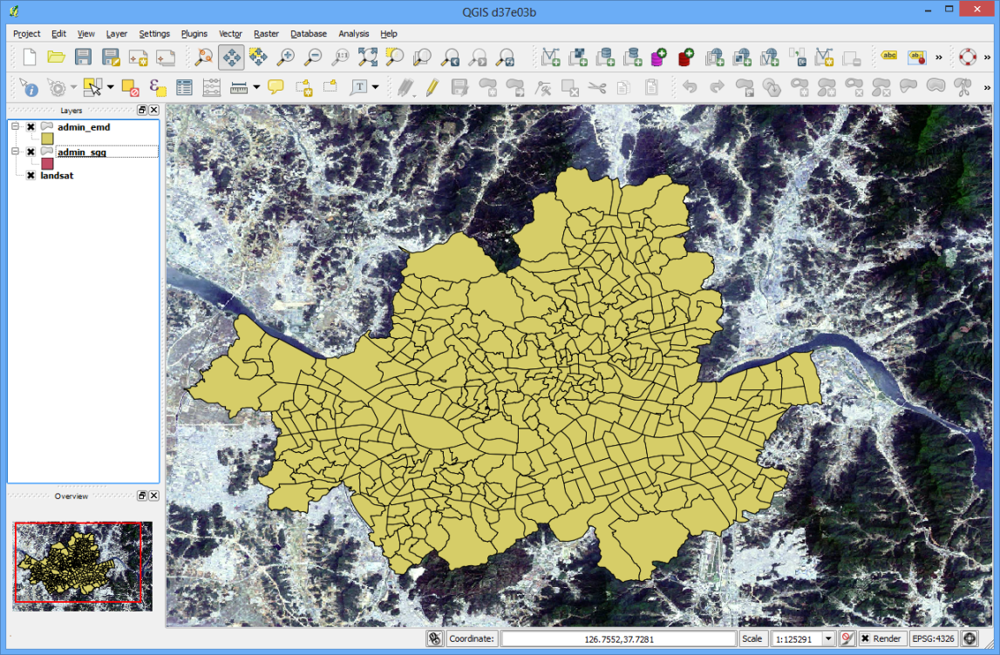 QGIS d37e03b
Project Edit View Layer Settings Plugins Vector Raster Database Analysis Help
abc abc
T
Layers
admin_emd
admin_sgg
landsat
Overview
Coordinate: 126.7552,37.7281 Scale 1:125291 Render EPSG:4326